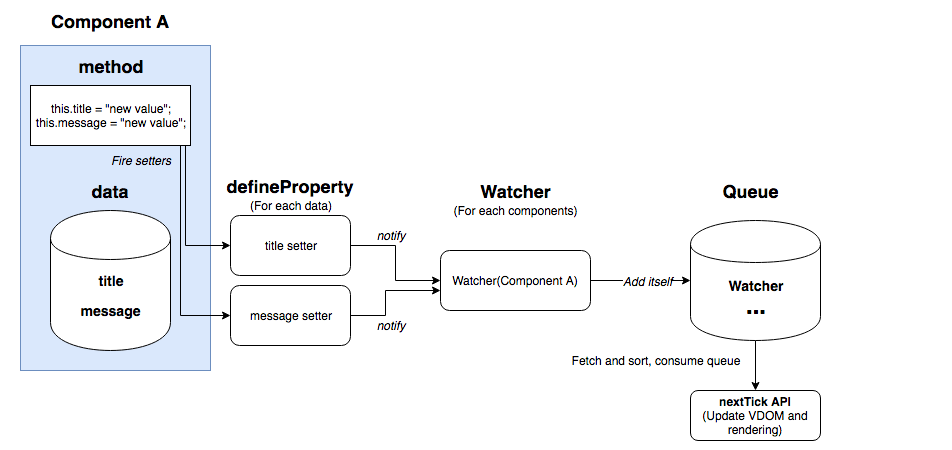 Component A
method
this.title = "new value";
this.message = "new value";
Fire setters
data
title
message
defineProperty
(For each data)
title setter
message setter
notify
notify
Watcher
(For each components)
Watcher(Component A)
Add itself
Queue
Watcher
...
Fetch and sort, consume queue
nextTick API
(Update VDOM and
rendering)